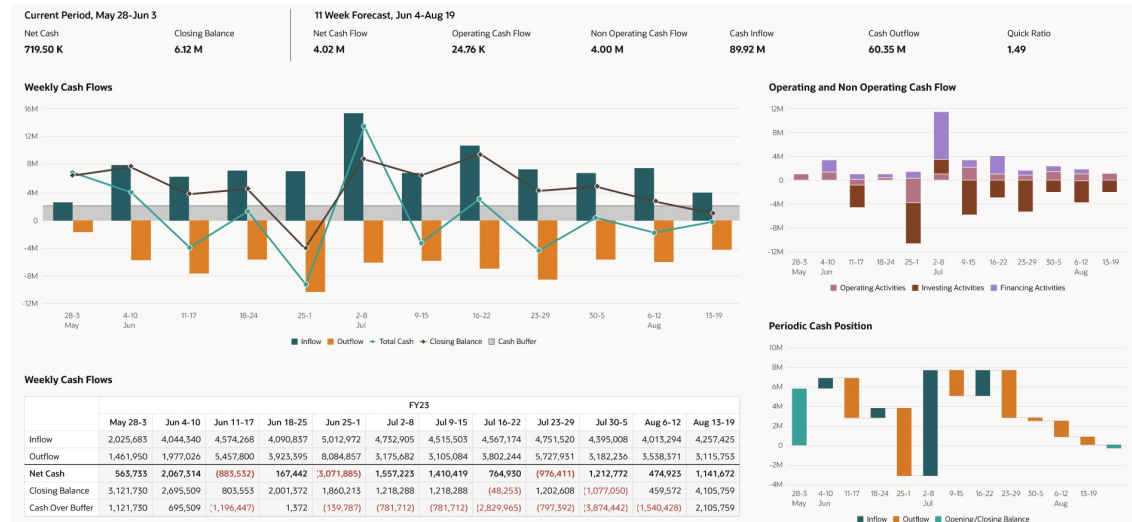 Current Period, May 28-Jun 3
11 Week Forecast, Jun 4-Aug 19
Net Cash Closing Balance Net Cash Flow Operating Cash Flow Non Operating Cash Flow Cash Inflow Cash Outflow Quick Ratio
719.50 K 6.12 M 4.02 M 24.76 K 4.00 M 89.92 M 60.35 M 1.49
Weekly Cash Flows
16M
12M
8M
4M
0
-4M
-8M
-12M
28-3 4-10 11-17 18-24 25-1 2-8 9-15 16-22 23-29 30-5 6-12 13-19
May Jun Jul Aug
Inflow Outflow Total Cash Closing Balance Cash Buffer
Operating and Non Operating Cash Flow
12M
8M
4M
0
-4M
-8M
-12M
28-3 4-10 11-17 18-24 25-1 2-8 9-15 16-22 23-29 30-5 6-12 13-19
May Jun Jul Aug
Operating Activities Investing Activities Financing Activities
Weekly Cash Flows
FY23
May 28-3 Jun 4-10 Jun 11-17 Jun 18-25 Jun 25-1 Jul 2-8 Jul 9-15 Jul 16-22 Jul 23-29 Jul 30-5 Aug 6-12 Aug 13-19
Inflow 2,025,683 4,044,340 4,574,268 4,090,837 5,012,972 4,732,905 4,515,503 4,567,174 4,751,520 4,395,008 4,013,294 4,257,425
Outflow 1,461,950 1,977,026 5,457,800 3,923,395 8,084,857 3,175,682 3,105,084 3,802,244 5,727,931 3,182,236 3,538,371 3,115,753
Net Cash 563,733 2,067,314 (883,532) 167,442 (3,071,885) 1,557,223 1,410,419 764,930 (976,411) 1,212,772 474,923 1,141,672
Closing Balance 3,121,730 2,695,509 803,553 2,001,372 1,860,213 1,218,288 1,218,288 (48,253) 1,202,608 (1,077,050) 459,572 4,105,759
Cash Over Buffer 1,121,730 695,509 (1,196,447) 1,372 (139,787) (781,712) (781,712) (2,829,965) (797,392) (3,874,442) (1,540,428) 2,105,759
Periodic Cash Position
10M
8M
6M
4M
2M
0
-2M
-4M
28-3 4-10 11-17 18-24 25-1 2-8 9-15 16-22 23-29 30-5 6-12 13-19
May Jun Jul Aug
Inflow Outflow Opening/Closing Balance